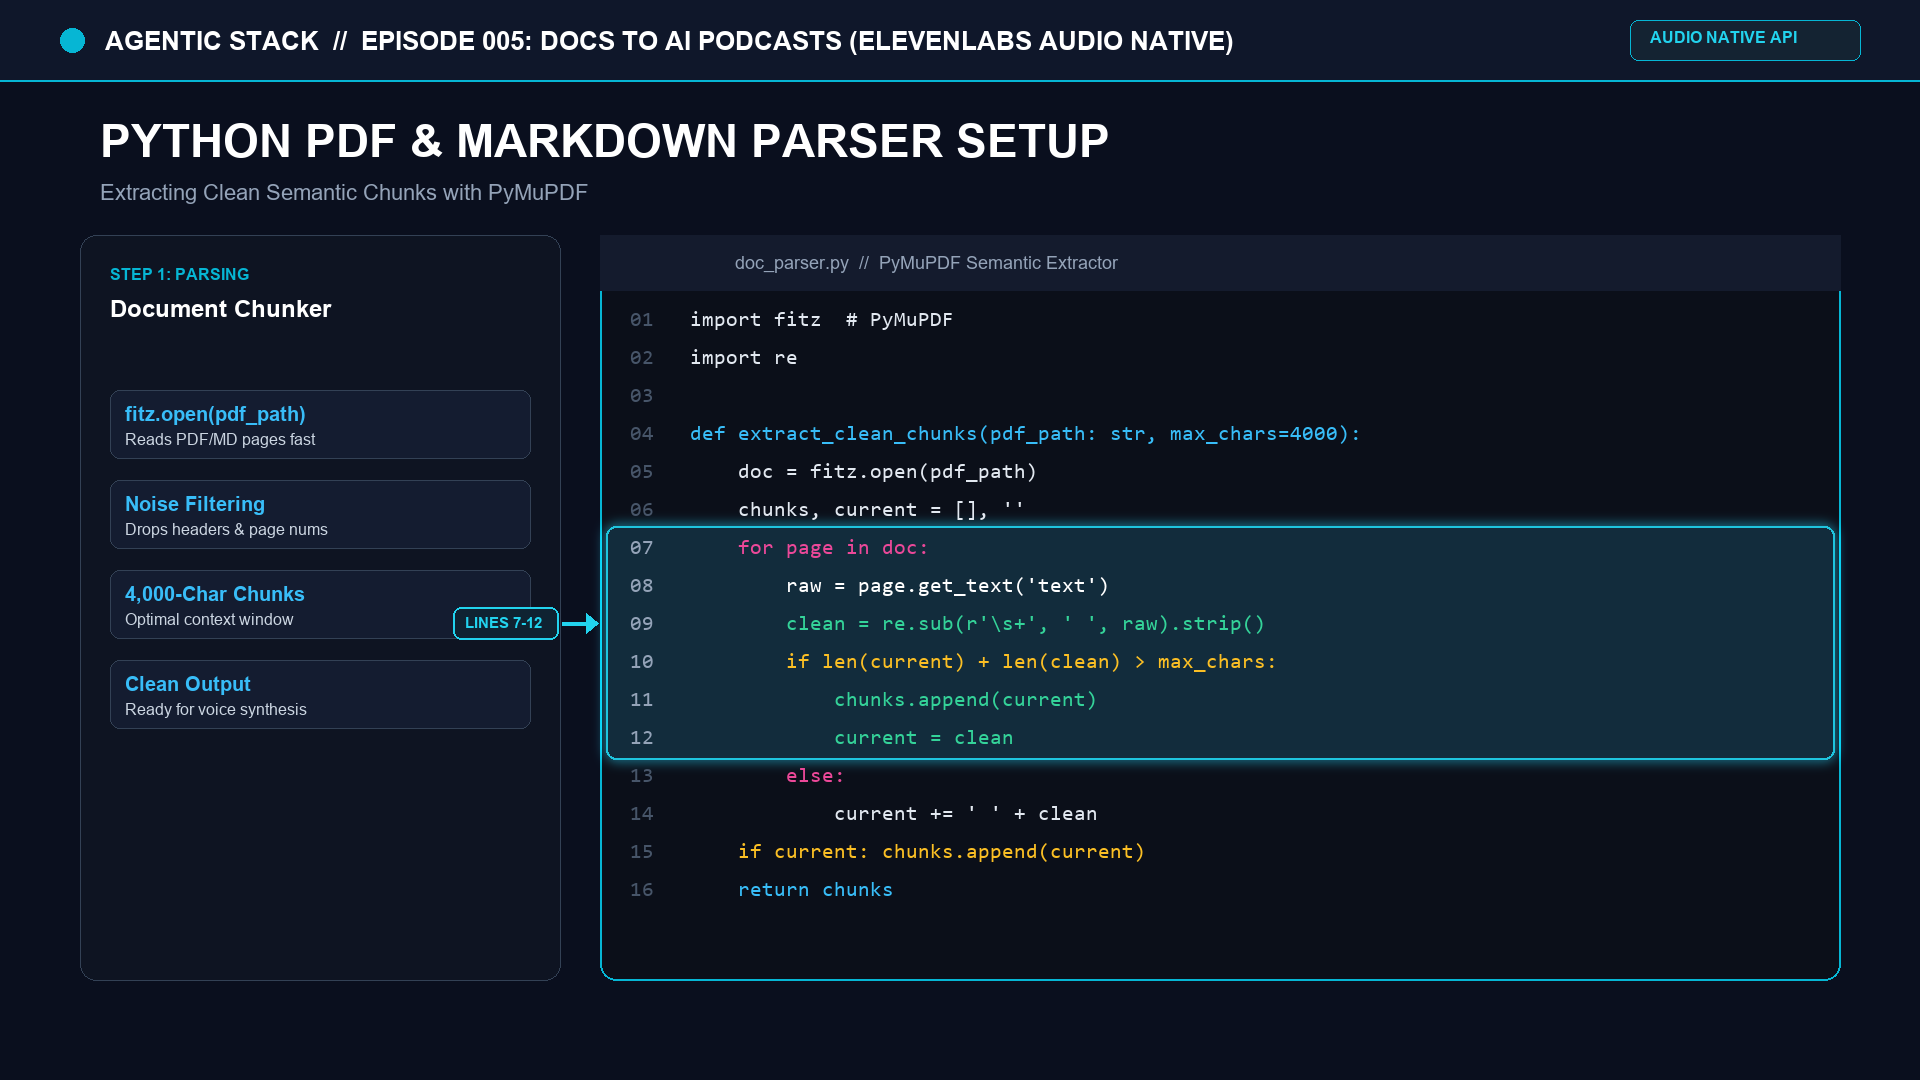 AGENTIC STACK // EPISODE 005: DOCS TO AI PODCASTS (ELEVENLABS AUDIO NATIVE)
AUDIO NATIVE API
PYTHON PDF & MARKDOWN PARSER SETUP
Extracting Clean Semantic Chunks with PyMuPDF
STEP 1: PARSING
Document Chunker
fitz.open(pdf_path)
Reads PDF/MD pages fast
Noise Filtering
Drops headers & page nums
4,000-Char Chunks
Optimal context window
LINES 7-12
Clean Output
Ready for voice synthesis
doc_parser.py // PyMuPDF Semantic Extractor
01 import fitz  # PyMuPDF
02 import re
03
04 def extract_clean_chunks(pdf_path: str, max_chars=4000):
05     doc = fitz.open(pdf_path)
06     chunks, current = [], ''
07     for page in doc:
08         raw = page.get_text('text')
09         clean = re.sub(r'\s+', ' ', raw).strip()
10         if len(current) + len(clean) > max_chars:
11             chunks.append(current)
12             current = clean
13         else:
14             current += ' ' + clean
15     if current: chunks.append(current)
16     return chunks